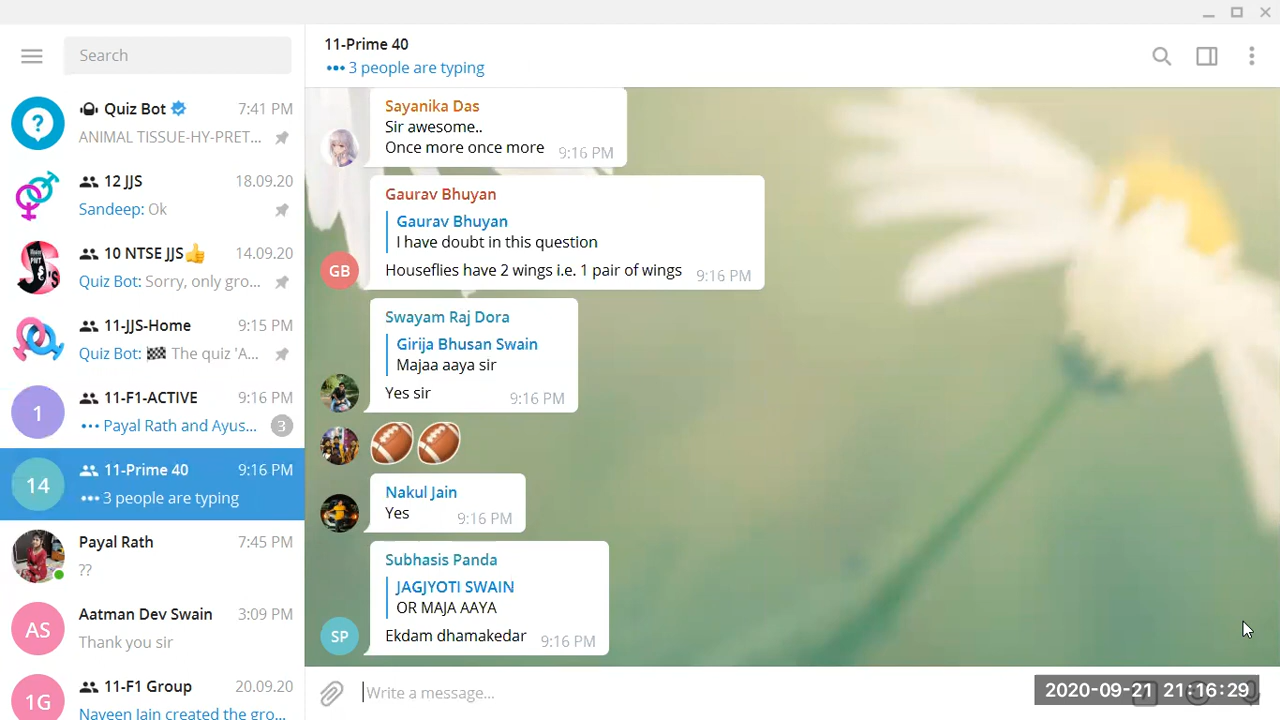 Search
Quiz Bot 7:41 PM
ANIMAL TISSUE-HY-PRET...
12 JJS 18.09.20
Sandeep: Ok
10 NTSE JJS👍 14.09.20
Quiz Bot: Sorry, only gro...
11-JJS-Home 9:15 PM
Quiz Bot: 🏁 The quiz 'A...
1
11-F1-ACTIVE 9:16 PM
Payal Rath and Ayus... 3
14
11-Prime 40 9:16 PM
3 people are typing
Payal Rath 7:45 PM
??
AS
Aatman Dev Swain 3:09 PM
Thank you sir
1G
11-F1 Group 20.09.20
Naveen Jain created the gro...
11-Prime 40
3 people are typing
Sayanika Das
Sir awesome..
Once more once more 9:16 PM
Gaurav Bhuyan
Gaurav Bhuyan
I have doubt in this question
GB
Houseflies have 2 wings i.e. 1 pair of wings 9:16 PM
Swayam Raj Dora
Girija Bhusan Swain
Majaa aaya sir
Yes sir 9:16 PM
🏈🏈
Nakul Jain
Yes 9:16 PM
Subhasis Panda
JAGJYOTI SWAIN
OR MAJA AAYA
SP
Ekdam dhamakedar 9:16 PM
Write a message...
2020-09-21 21:16:29